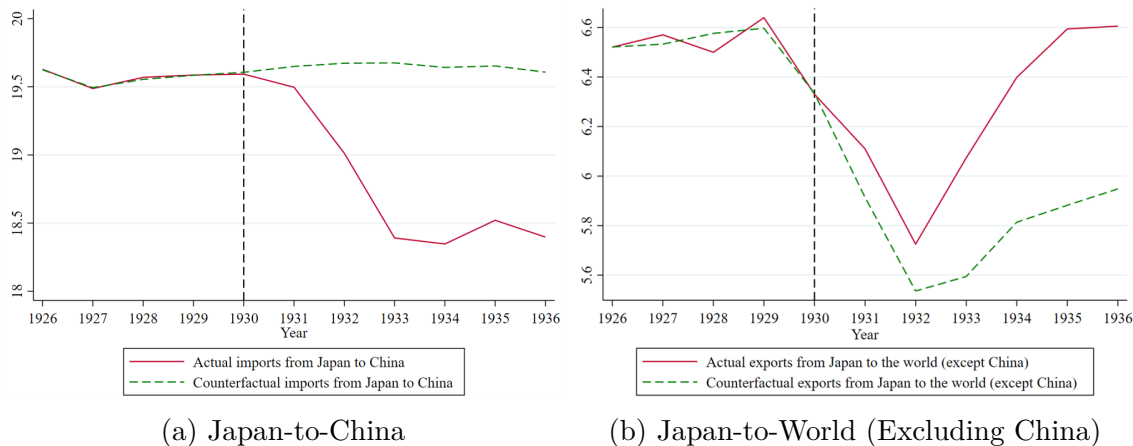 20
19.5
19
18.5
18
1926 1927 1928 1929 1930 1931 1932 1933 1934 1935 1936
Year
Actual imports from Japan to China
Counterfactual imports from Japan to China
(a) Japan-to-China
6.6
6.4
6.2
6
5.8
5.6
1926 1927 1928 1929 1930 1931 1932 1933 1934 1935 1936
Year
Actual exports from Japan to the world (except China)
Counterfactual exports from Japan to the world (except China)
(b) Japan-to-World (Excluding China)